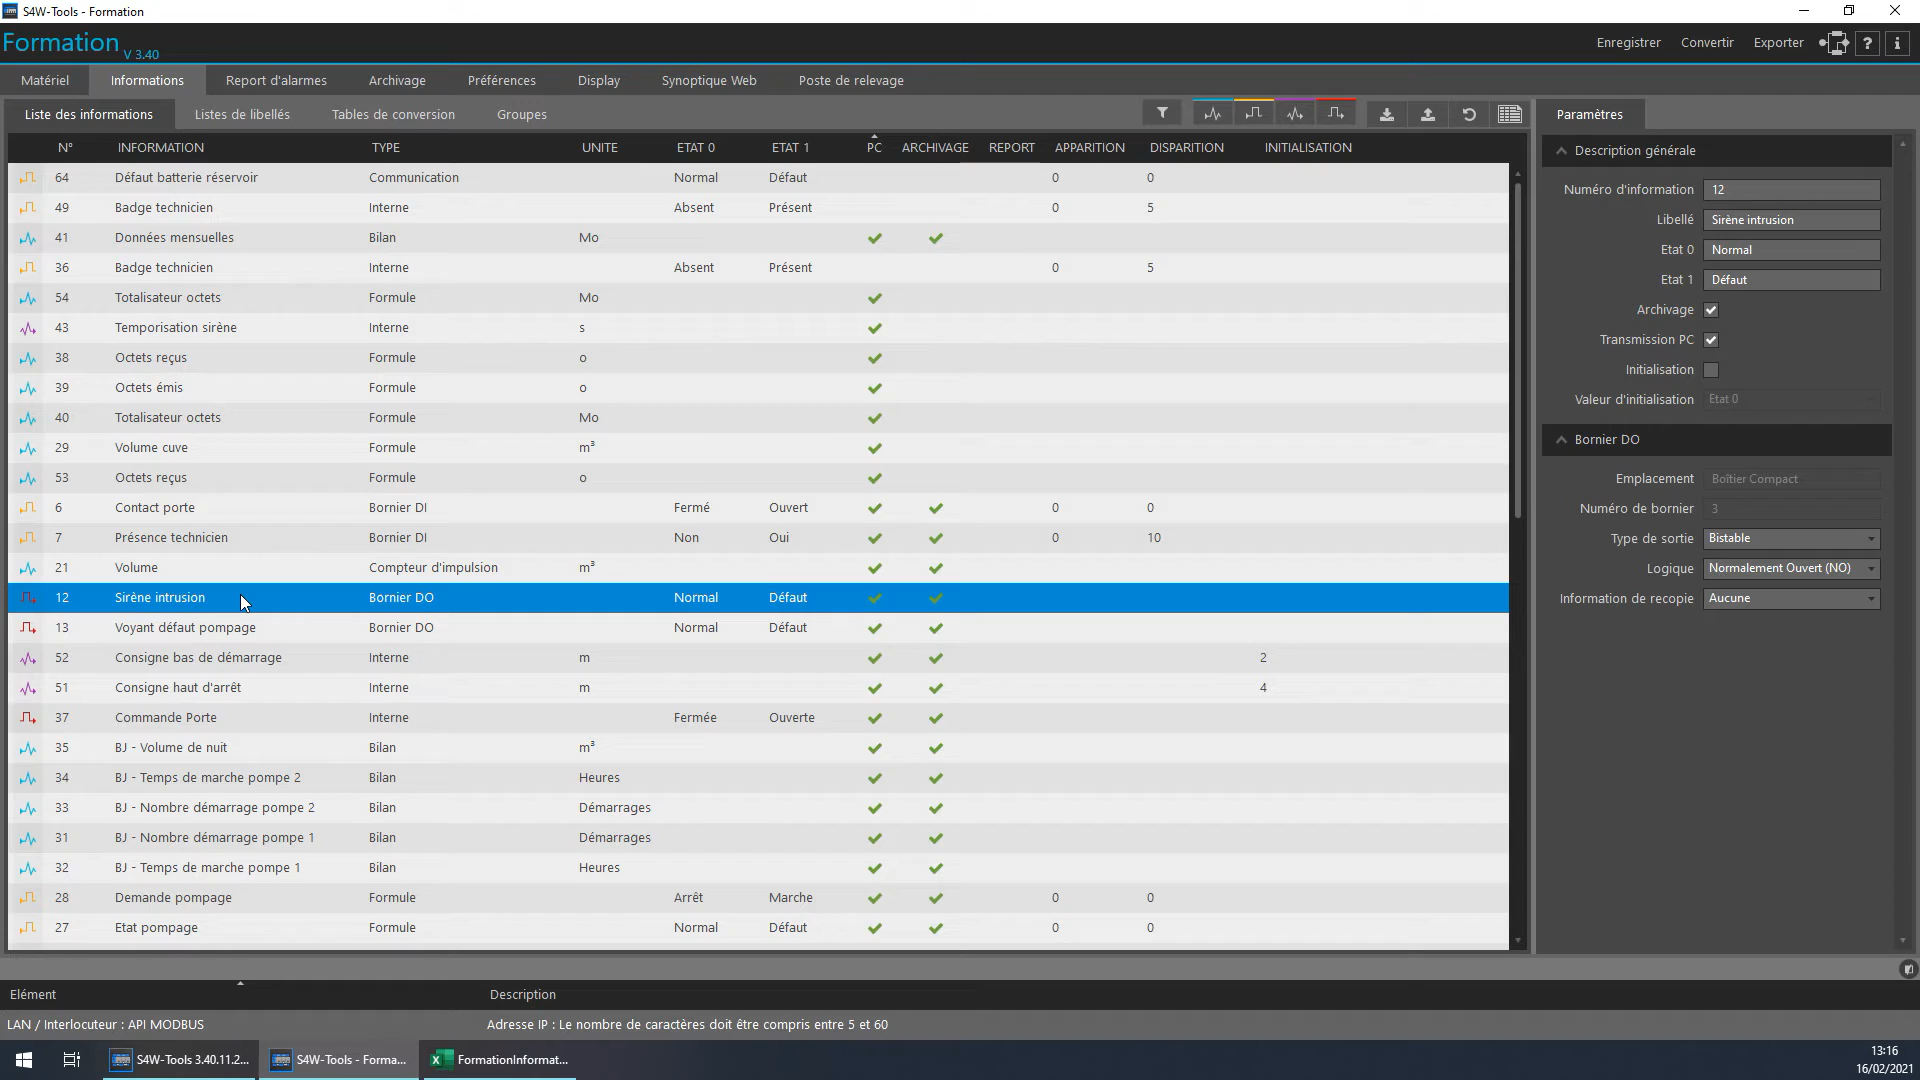 S4W-Tools - Formation
Formation V 3.40
Enregistrer Convertir Exporter ? i
Matériel Informations Report d'alarmes Archivage Préférences Display Synoptique Web Poste de relevage
Liste des informations Listes de libellés Tables de conversion Groupes
Paramètres
N° INFORMATION TYPE UNITE ETAT 0 ETAT 1 PC ARCHIVAGE REPORT APPARITION DISPARITION INITIALISATION
64 Défaut batterie réservoir Communication Normal Défaut 0 0
49 Badge technicien Interne Absent Présent 0 5
41 Données mensuelles Bilan Mo
36 Badge technicien Interne Absent Présent 0 5
54 Totalisateur octets Formule Mo
43 Temporisation sirène Interne s
38 Octets reçus Formule o
39 Octets émis Formule o
40 Totalisateur octets Formule Mo
29 Volume cuve Formule m³
53 Octets reçus Formule o
6 Contact porte Bornier DI Fermé Ouvert 0 0
7 Présence technicien Bornier DI Non Oui 0 10
21 Volume Compteur d'impulsion m³
12 Sirène intrusion Bornier DO Normal Défaut
13 Voyant défaut pompage Bornier DO Normal Défaut
52 Consigne bas de démarrage Interne m 2
51 Consigne haut d'arrêt Interne m 4
37 Commande Porte Interne Fermée Ouverte
35 BJ - Volume de nuit Bilan m³
34 BJ - Temps de marche pompe 2 Bilan Heures
33 BJ - Nombre démarrage pompe 2 Bilan Démarrages
31 BJ - Nombre démarrage pompe 1 Bilan Démarrages
32 BJ - Temps de marche pompe 1 Bilan Heures
28 Demande pompage Formule Arrêt Marche 0 0
27 Etat pompage Formule Normal Défaut 0 0
Description générale
Numéro d'information 12
Libellé Sirène intrusion
Etat 0 Normal
Etat 1 Défaut
Archivage
Transmission PC
Initialisation
Valeur d'initialisation Etat 0
Bornier DO
Emplacement Boîtier Compact
Numéro de bornier 3
Type de sortie Bistable
Logique Normalement Ouvert (NO)
Information de recopie Aucune
Elément Description
LAN / Interlocuteur : API MODBUS Adresse IP : Le nombre de caractères doit être compris entre 5 et 60
S4W-Tools 3.40.11.2... S4W-Tools - Forma... FormationInformat...
13:16
16/02/2021